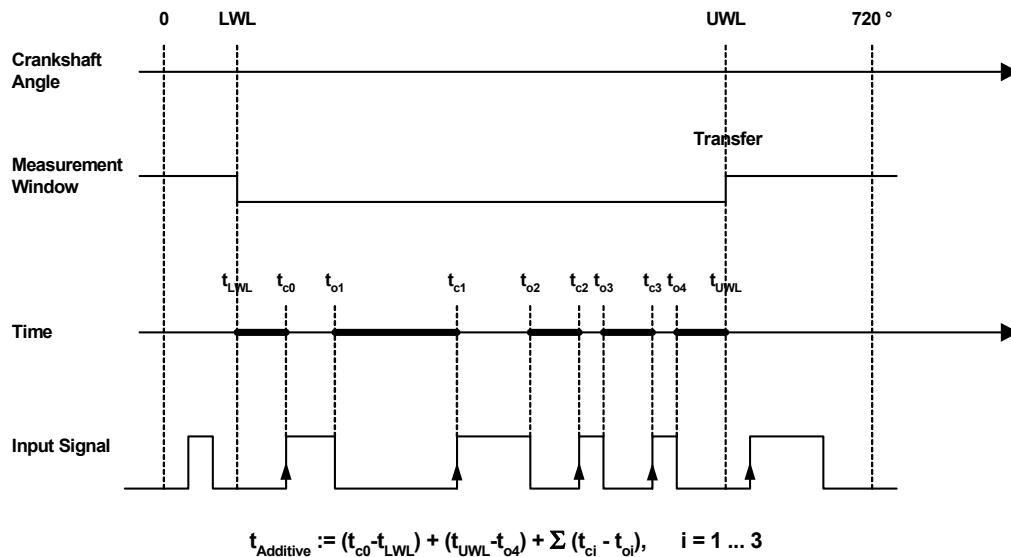 0 LWL UWL 720 °
Crankshaft
Angle
Transfer
Measurement
Window
t_LWL t_c0 t_o1 t_c1 t_o2 t_c2 t_o3 t_c3 t_o4 t_UWL
Time
Input Signal
t_Additive := (t_c0-t_LWL) + (t_UWL-t_o4) + Σ (t_ci - t_oi), i = 1 ... 3